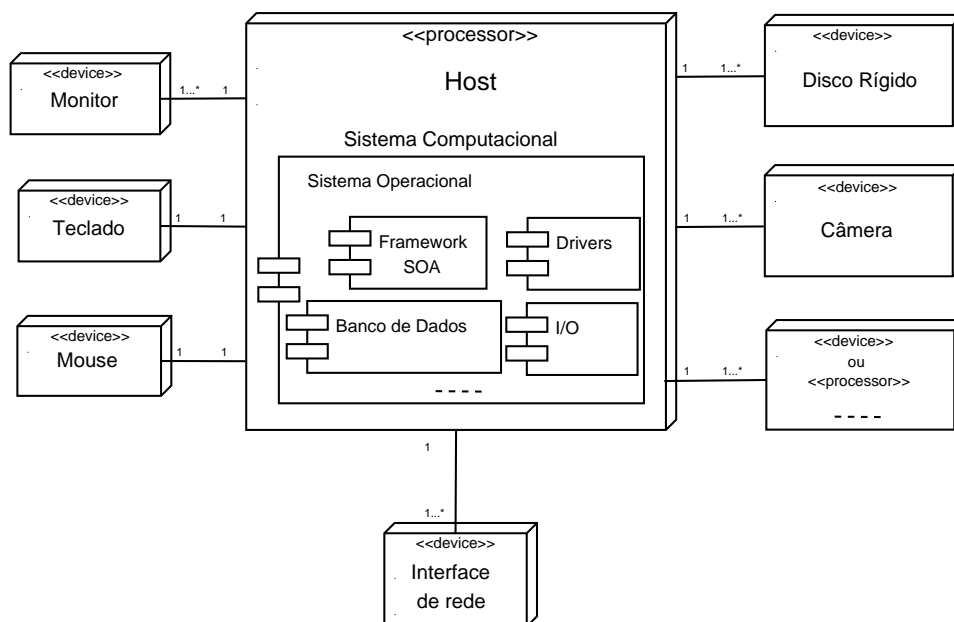 <<processor>>
Host
Sistema Computacional
Sistema Operacional
Framework
SOA
Drivers
Banco de Dados
I/O
- - - -
<<device>>
Monitor
1...*
1
<<device>>
Teclado
1
1
<<device>>
Mouse
1
1
<<device>>
Disco Rígido
1
1...*
<<device>>
Câmera
1
1...*
<<device>>
ou
<<processor>>
- - - -
1
1...*
1
1...*
<<device>>
Interface
de rede